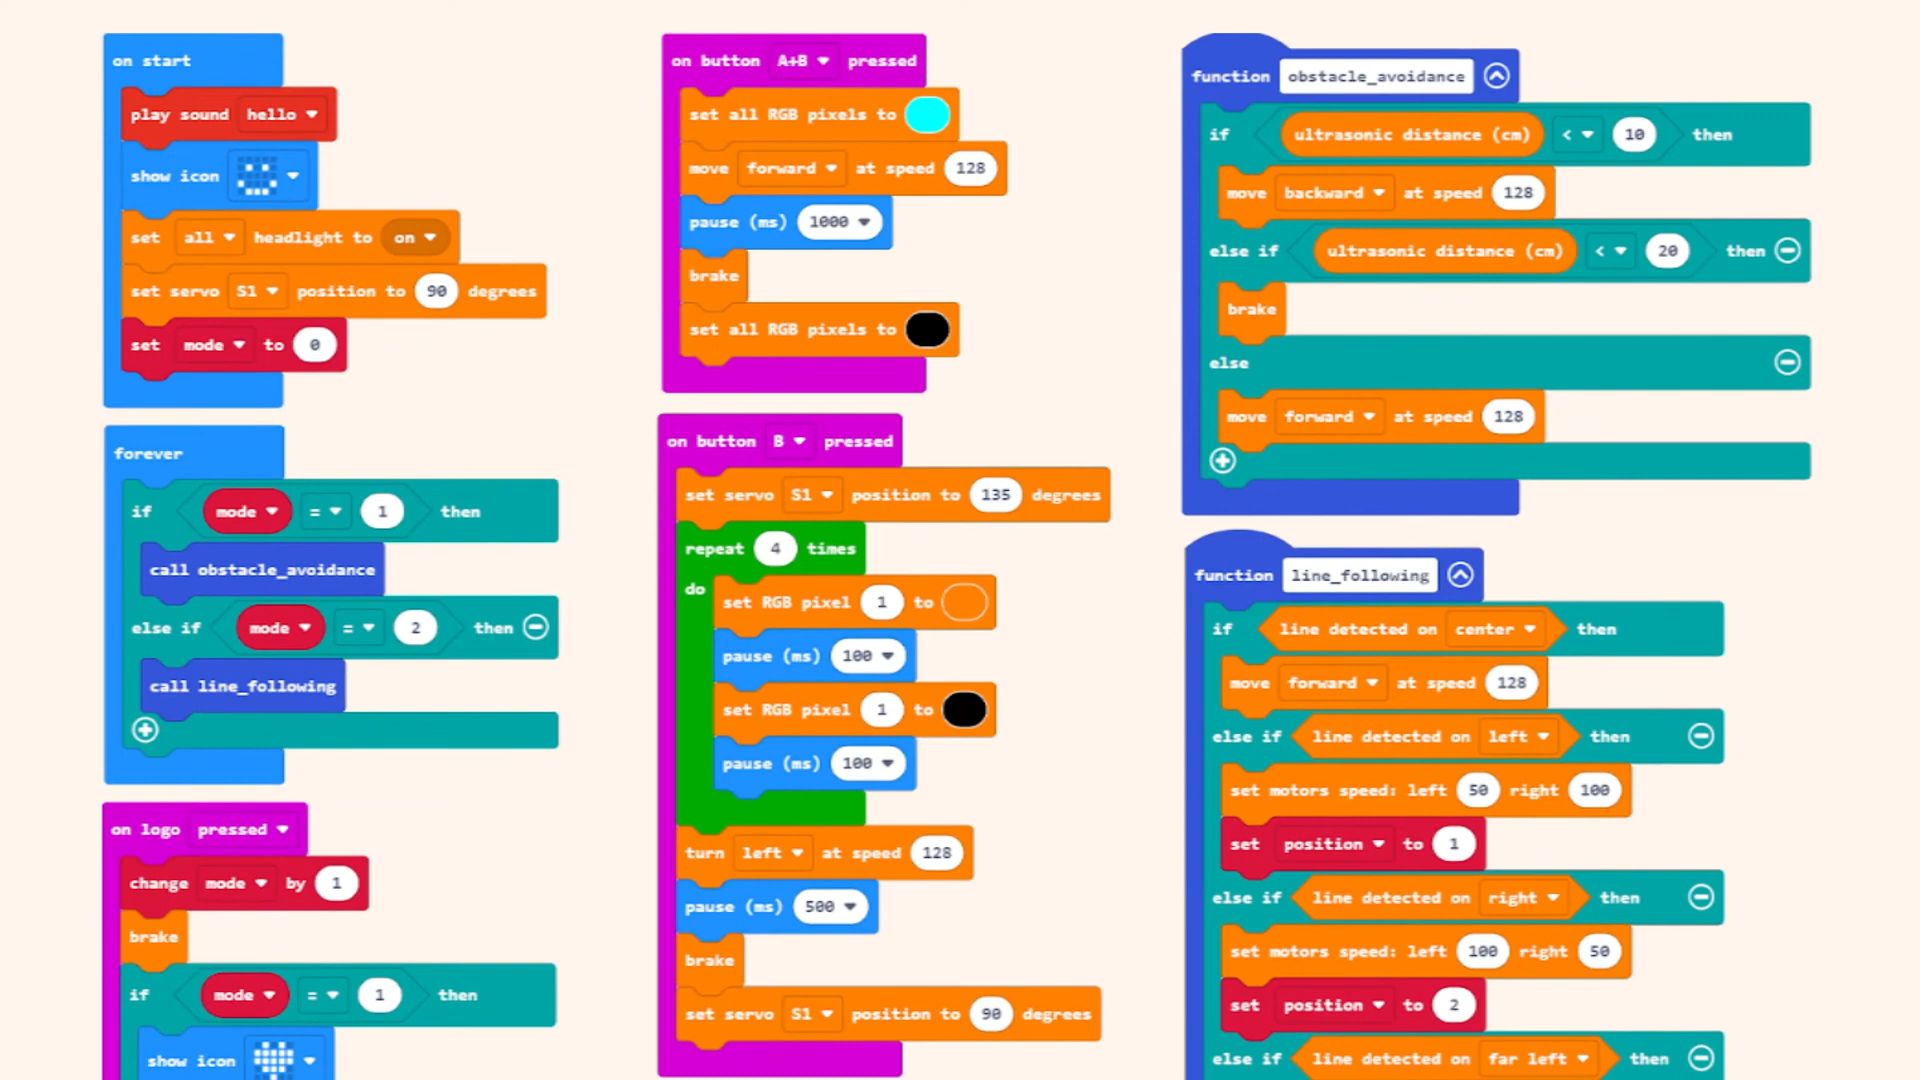 on start
play sound hello
show icon
set all headlight to on
set servo S1 position to 90 degrees
set mode to 0
forever
if mode = 1 then
call obstacle_avoidance
else if mode = 2 then
call line_following
on logo pressed
change mode by 1
brake
if mode = 1 then
show icon
on button A+B pressed
set all RGB pixels to
move forward at speed 128
pause (ms) 1000
brake
set all RGB pixels to
on button B pressed
set servo S1 position to 135 degrees
repeat 4 times
do
set RGB pixel 1 to
pause (ms) 100
set RGB pixel 1 to
pause (ms) 100
turn left at speed 128
pause (ms) 500
brake
set servo S1 position to 90 degrees
function obstacle_avoidance
if ultrasonic distance (cm) < 10 then
move backward at speed 128
else if ultrasonic distance (cm) < 20 then
brake
else
move forward at speed 128
function line_following
if line detected on center then
move forward at speed 128
else if line detected on left then
set motors speed: left 50 right 100
set position to 1
else if line detected on right then
set motors speed: left 100 right 50
set position to 2
else if line detected on far left then